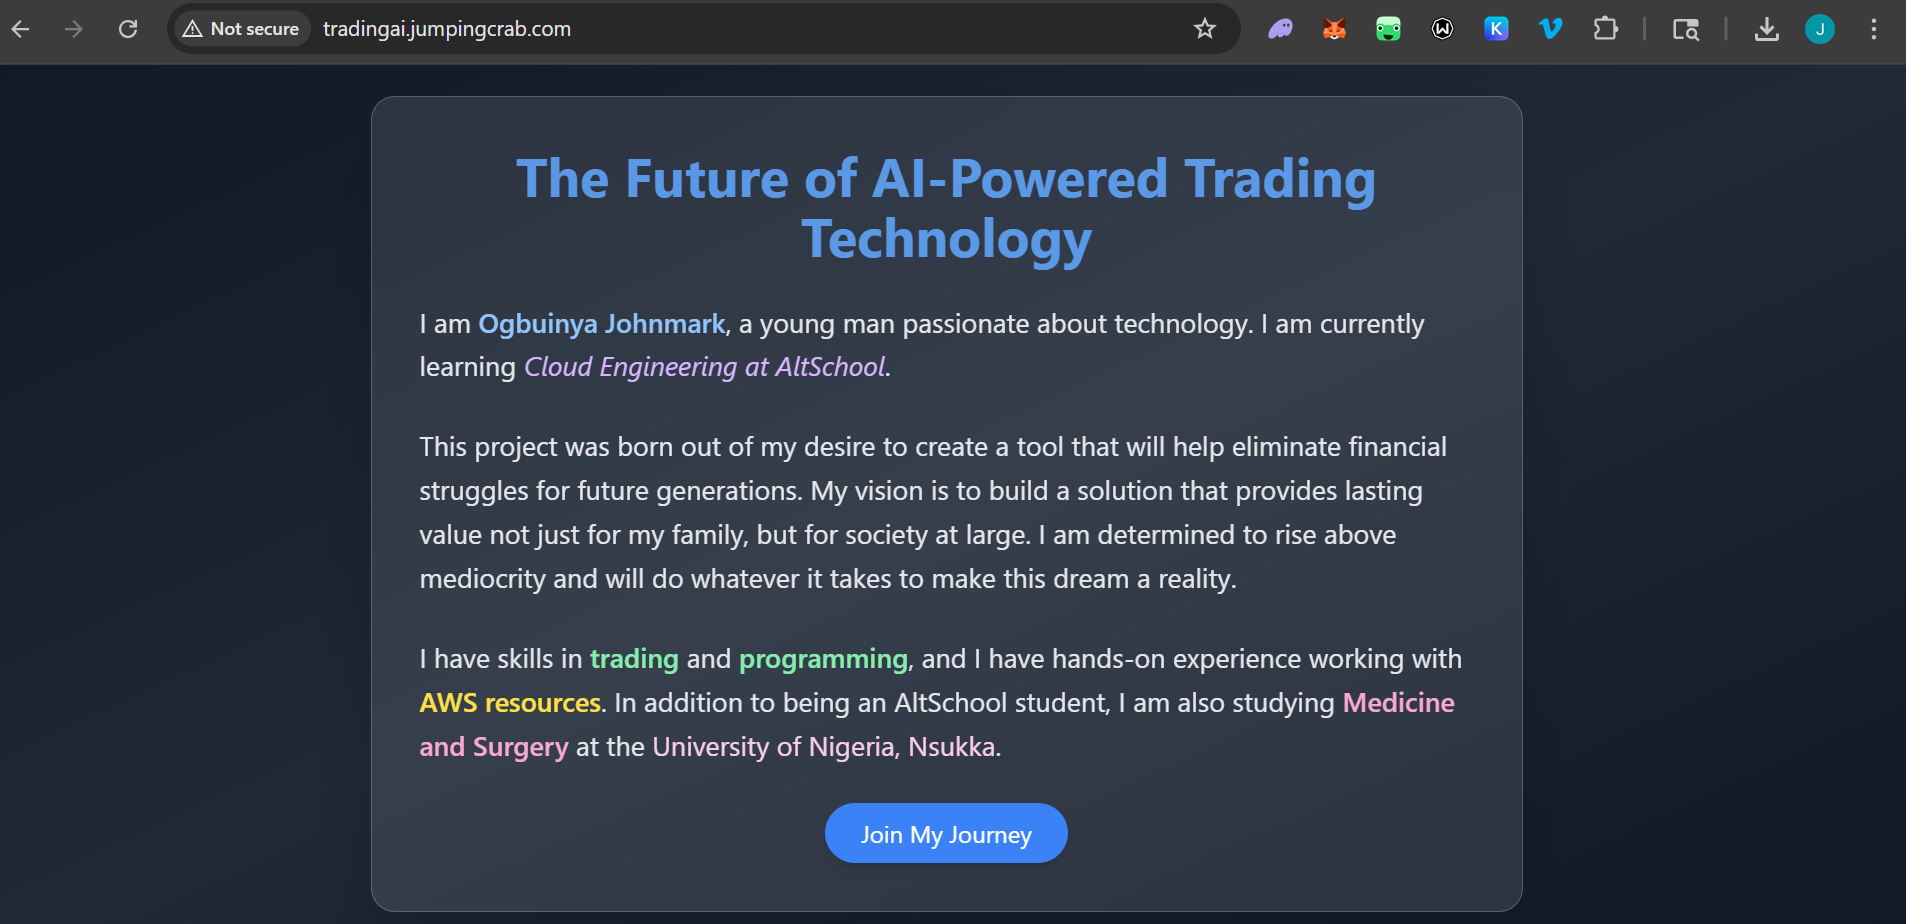 Not secure
tradingai.jumpingcrab.com
K
J
The Future of AI-Powered Trading
Technology
I am Ogbuinya Johnmark, a young man passionate about technology. I am currently
learning Cloud Engineering at AltSchool.
This project was born out of my desire to create a tool that will help eliminate financial
struggles for future generations. My vision is to build a solution that provides lasting
value not just for my family, but for society at large. I am determined to rise above
mediocrity and will do whatever it takes to make this dream a reality.
I have skills in trading and programming, and I have hands-on experience working with
AWS resources. In addition to being an AltSchool student, I am also studying Medicine
and Surgery at the University of Nigeria, Nsukka.
Join My Journey